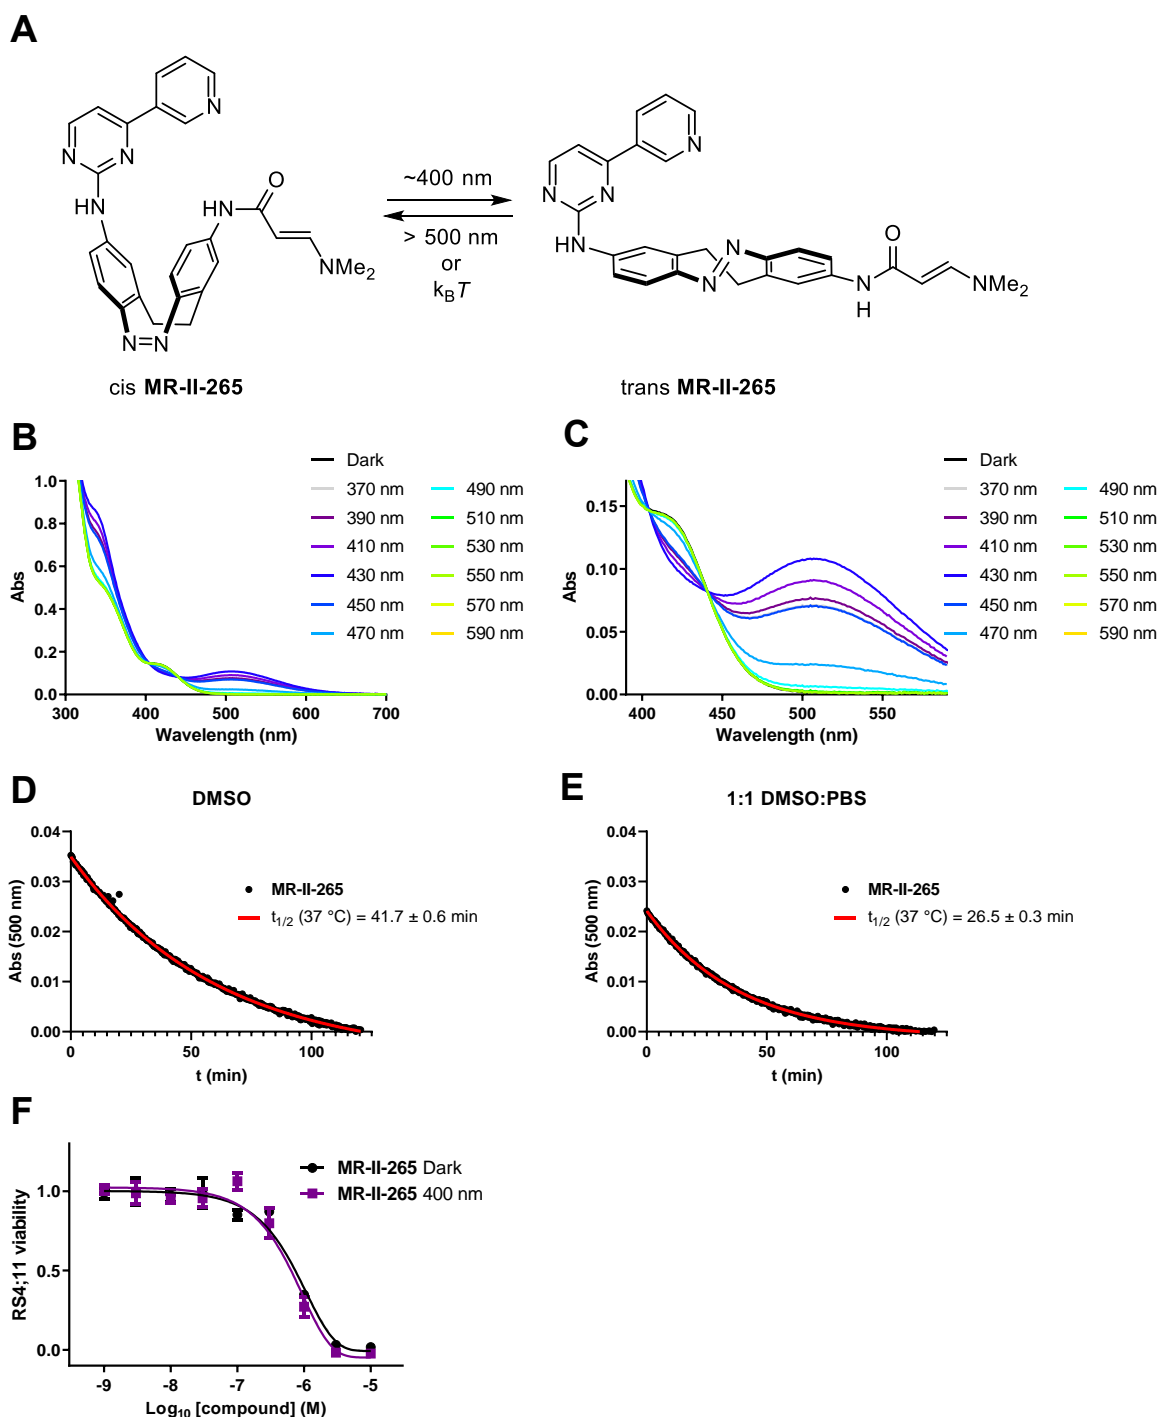 A
N
N
N
HN
HN
O
NMe2
N=N
cis MR-II-265
~400 nm
> 500 nm
or
kBT
N
N
N
HN
N
N
O
N
H
NMe2
trans MR-II-265
B
Dark
370 nm
390 nm
410 nm
430 nm
450 nm
470 nm
490 nm
510 nm
530 nm
550 nm
570 nm
590 nm
Abs
1.0
0.8
0.6
0.4
0.2
0.0
300 400 500 600 700
Wavelength (nm)
C
Dark
370 nm
390 nm
410 nm
430 nm
450 nm
470 nm
490 nm
510 nm
530 nm
550 nm
570 nm
590 nm
Abs
0.15
0.10
0.05
0.00
400 450 500 550
Wavelength (nm)
D
DMSO
Abs (500 nm)
0.04
0.03
0.02
0.01
0.00
MR-II-265
t1/2 (37 °C) = 41.7 ± 0.6 min
0 50 100
t (min)
E
1:1 DMSO:PBS
Abs (500 nm)
0.04
0.03
0.02
0.01
0.00
MR-II-265
t1/2 (37 °C) = 26.5 ± 0.3 min
0 50 100
t (min)
F
RS4;11 viability
1.0
0.5
0.0
MR-II-265 Dark
MR-II-265 400 nm
-9 -8 -7 -6 -5
Log10 [compound] (M)